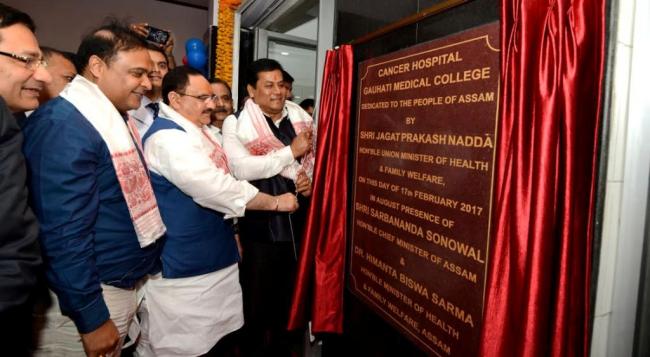 CANCER HOSPITAL
GAUHATI MEDICAL COLLEGE
DEDICATED TO THE PEOPLE OF ASSAM
BY
SHRI JAGAT PRAKASH NADDĀ
HON'BLE UNION MINISTER OF HEALTH
& FAMILY WELFARE,
ON THIS DAY OF 17th FEBRUARY 2017
IN AUGUST PRESENCE OF
SHRI SARBANANDA SONOWAL
HON'BLE CHIEF MINISTER OF ASSAM
&
DR. HIMANTA BISWA SARMA
HON'BLE MINISTER OF HEALTH
& FAMILY WELFARE, ASSAM